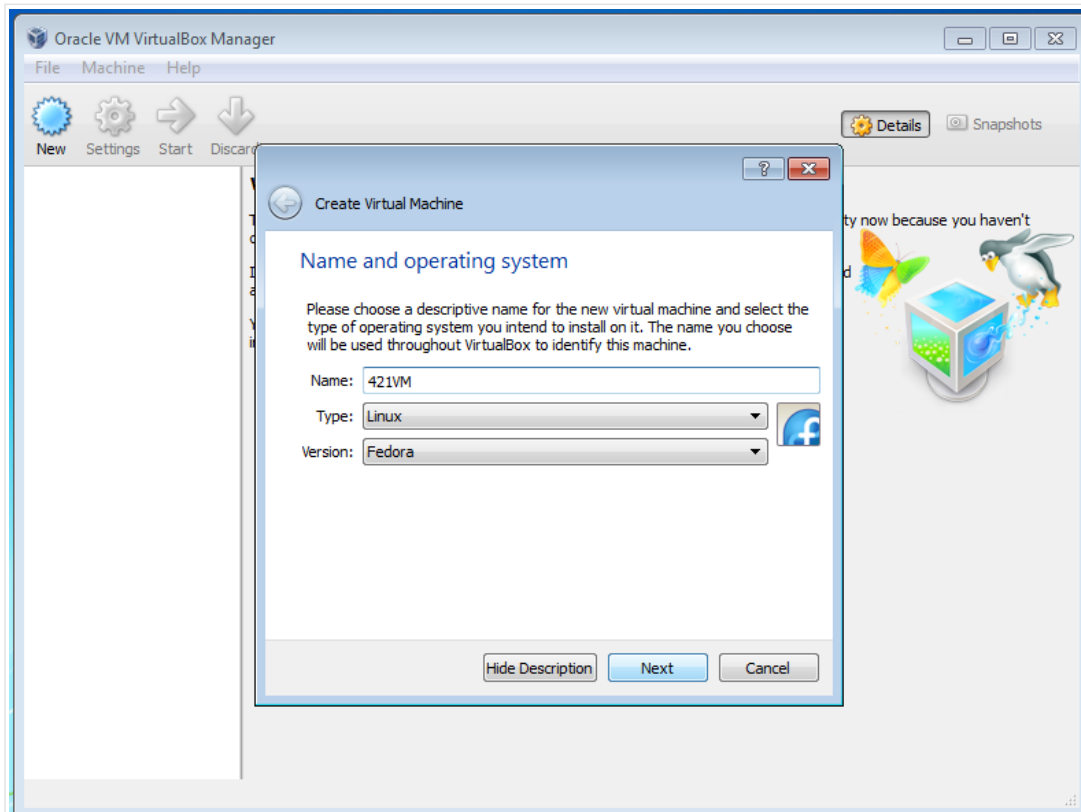 Oracle VM VirtualBox Manager
File Machine Help
New Settings Start Discard
Details Snapshots
Create Virtual Machine
ty now because you haven't
Name and operating system
Please choose a descriptive name for the new virtual machine and select the
type of operating system you intend to install on it. The name you choose
will be used throughout VirtualBox to identify this machine.
Name: 421VM
Type: Linux
Version: Fedora
Hide Description Next Cancel